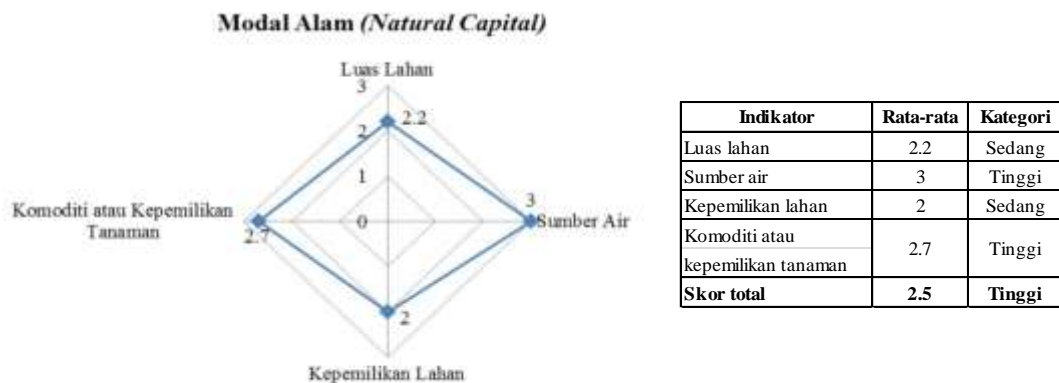 Modal Alam (Natural Capital)
Luas Lahan
3
2.2
2
1
3
0
Sumber Air
Komoditi atau Kepemilikan
Tanaman
2.7
2
Kepemilikan Lahan
Indikator Rata-rata Kategori
Luas lahan 2.2 Sedang
Sumber air 3 Tinggi
Kepemilikan lahan 2 Sedang
Komoditi atau
kepemilikan tanaman 2.7 Tinggi
Skor total 2.5 Tinggi